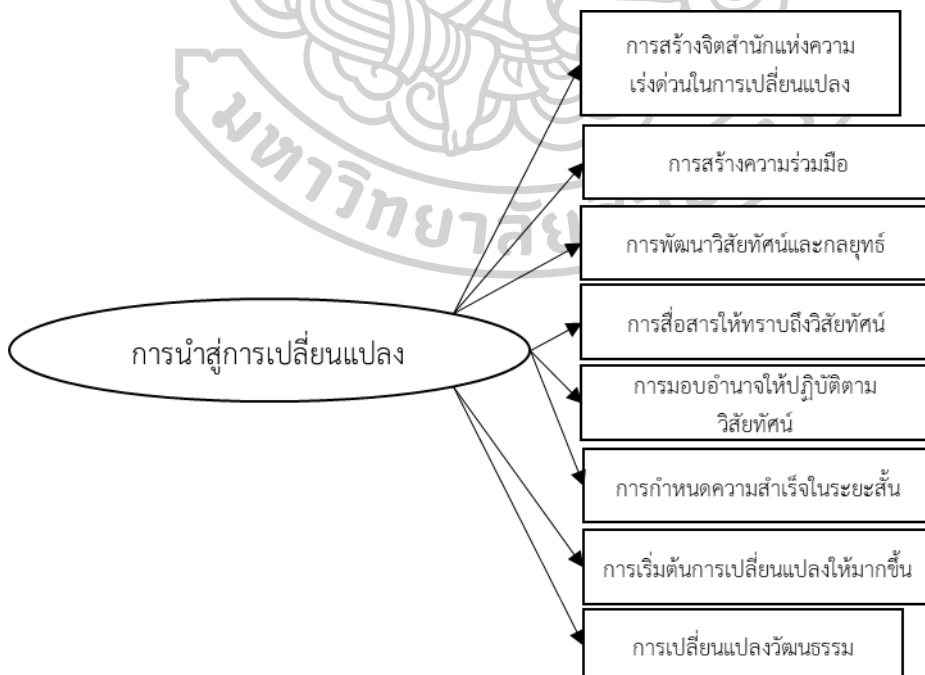 การสร้างจิตสำนักแห่งความ
เร่งด่วนในการเปลี่ยนแปลง
การสร้างความร่วมมือ
มหาวิทยาลัย
การพัฒนาวิสัยทัศน์และกลยุทธ์
การสื่อสารให้ทราบถึงวิสัยทัศน์
การนำสู่การเปลี่ยนแปลง
การมอบอำนาจให้ปฏิบัติตาม
วิสัยทัศน์
การกำหนดความสำเร็จในระยะสั้น
การเริ่มต้นการเปลี่ยนแปลงให้มากขึ้น
การเปลี่ยนแปลงวัฒนธรรม